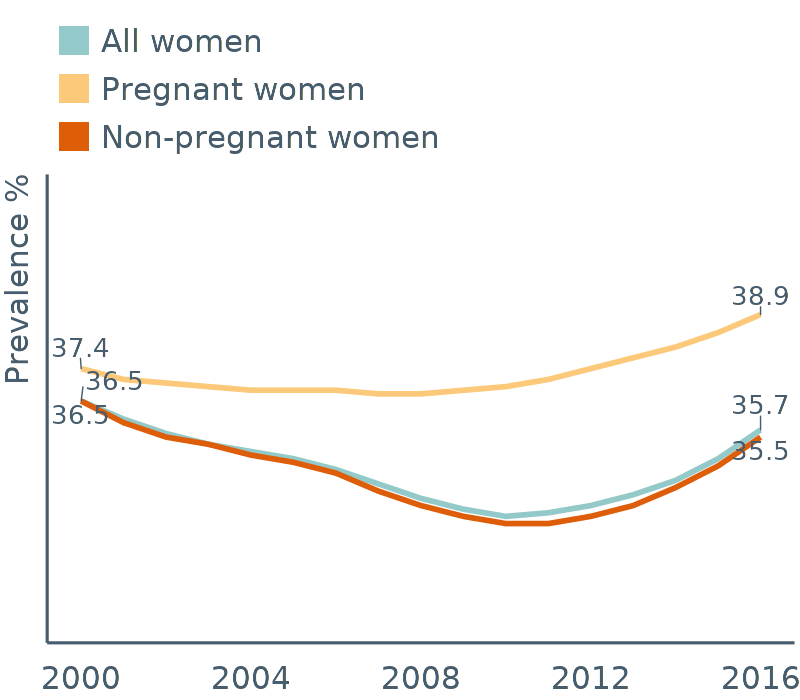 All women
Pregnant women
Non-pregnant women
Prevalence %
38.9
37.4
36.5
36.5
35.7
35.5
2000 2004 2008 2012 2016